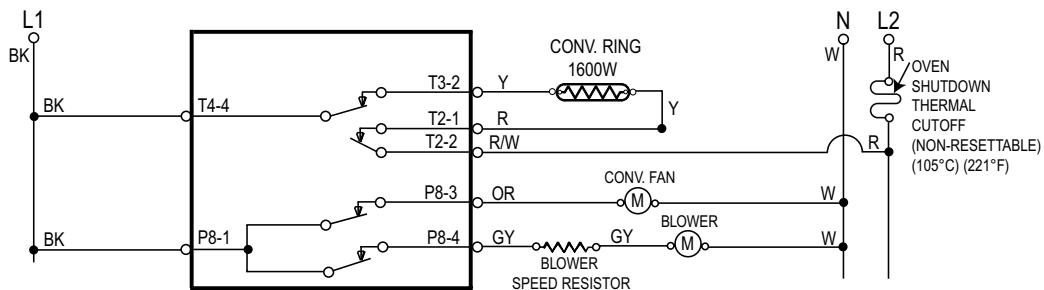 L1
N
L2
BK
W
R
CONV. RING
1600W
OVEN
SHUTDOWN
THERMAL
CUTOFF
(NON-RESETTABLE)
(105°C) (221°F)
BK
T4-4
T3-2
Y
Y
T2-1
R
T2-2
R/W
R
P8-3
OR
CONV. FAN
M
W
BK
P8-1
P8-4
GY
GY
BLOWER
M
W
BLOWER
SPEED RESISTOR